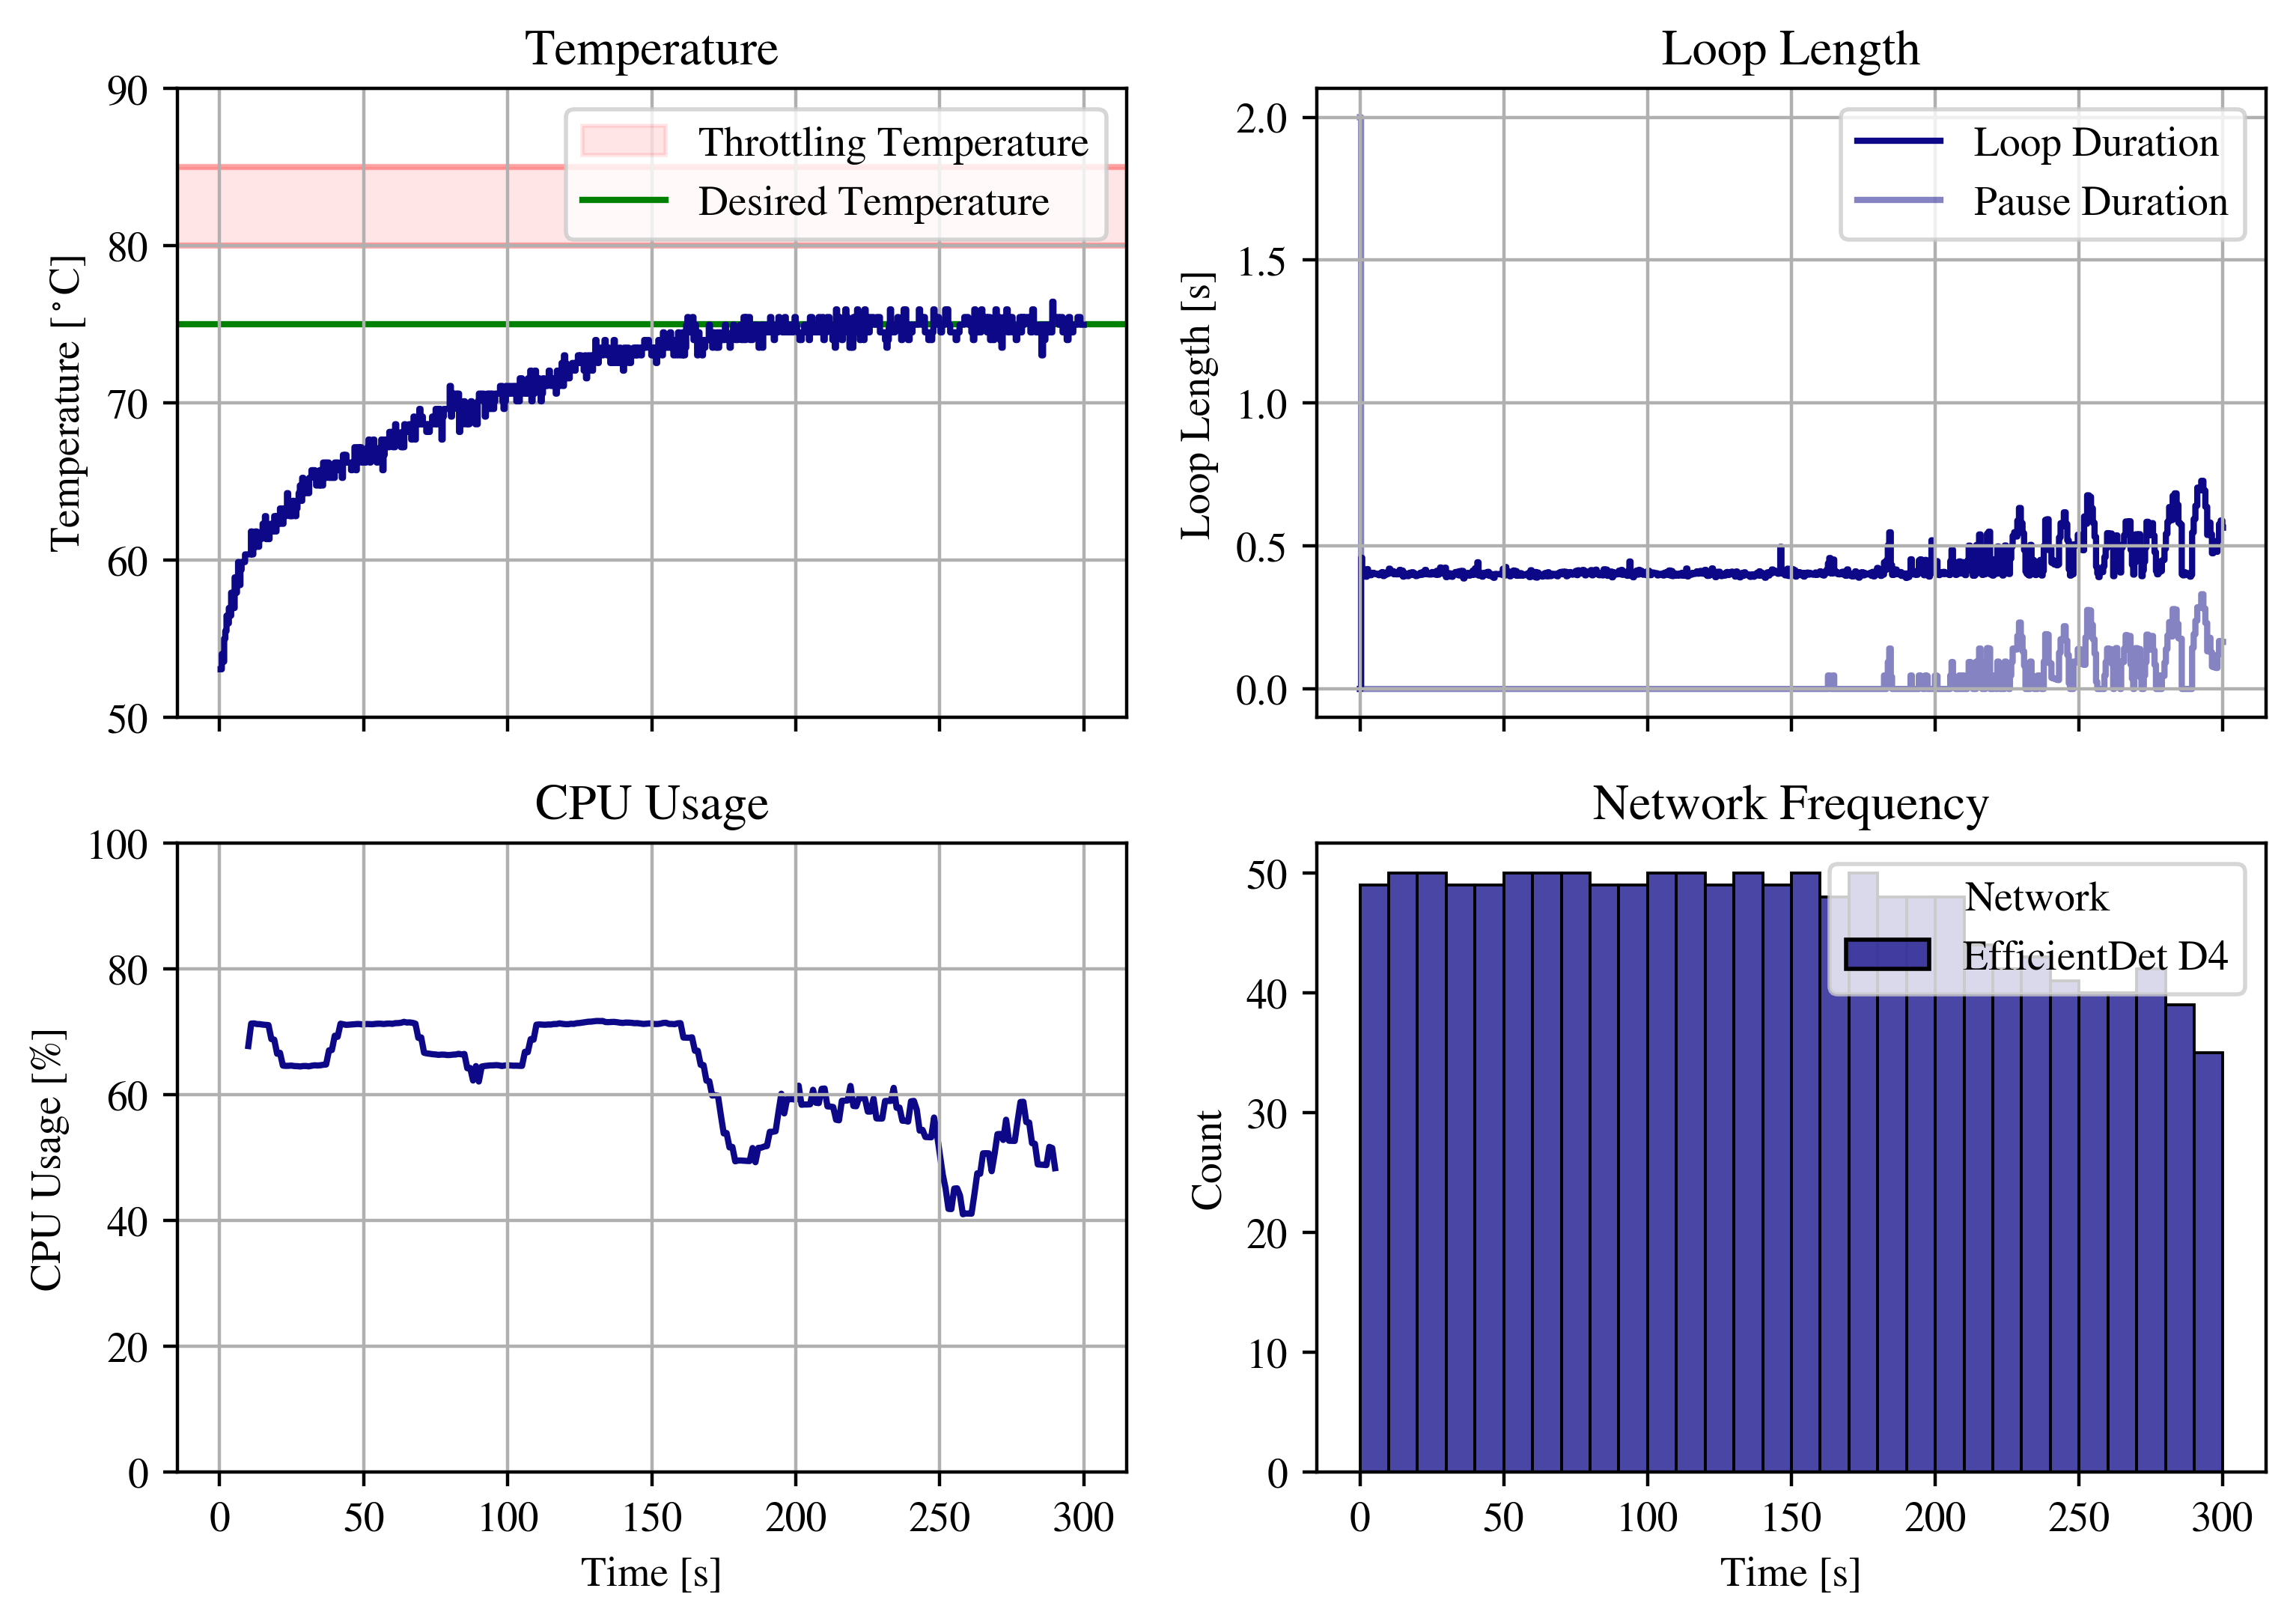 Temperature
90
80
70
60
50
Temperature [°C]
Throttling Temperature
Desired Temperature
Loop Length
2.0
1.5
1.0
0.5
0.0
Loop Length [s]
Loop Duration
Pause Duration
CPU Usage
100
80
60
40
20
0
CPU Usage [%]
0 50 100 150 200 250 300
Time [s]
Network Frequency
50
40
30
20
10
0
Count
Network
EfficientDet D4
0 50 100 150 200 250 300
Time [s]